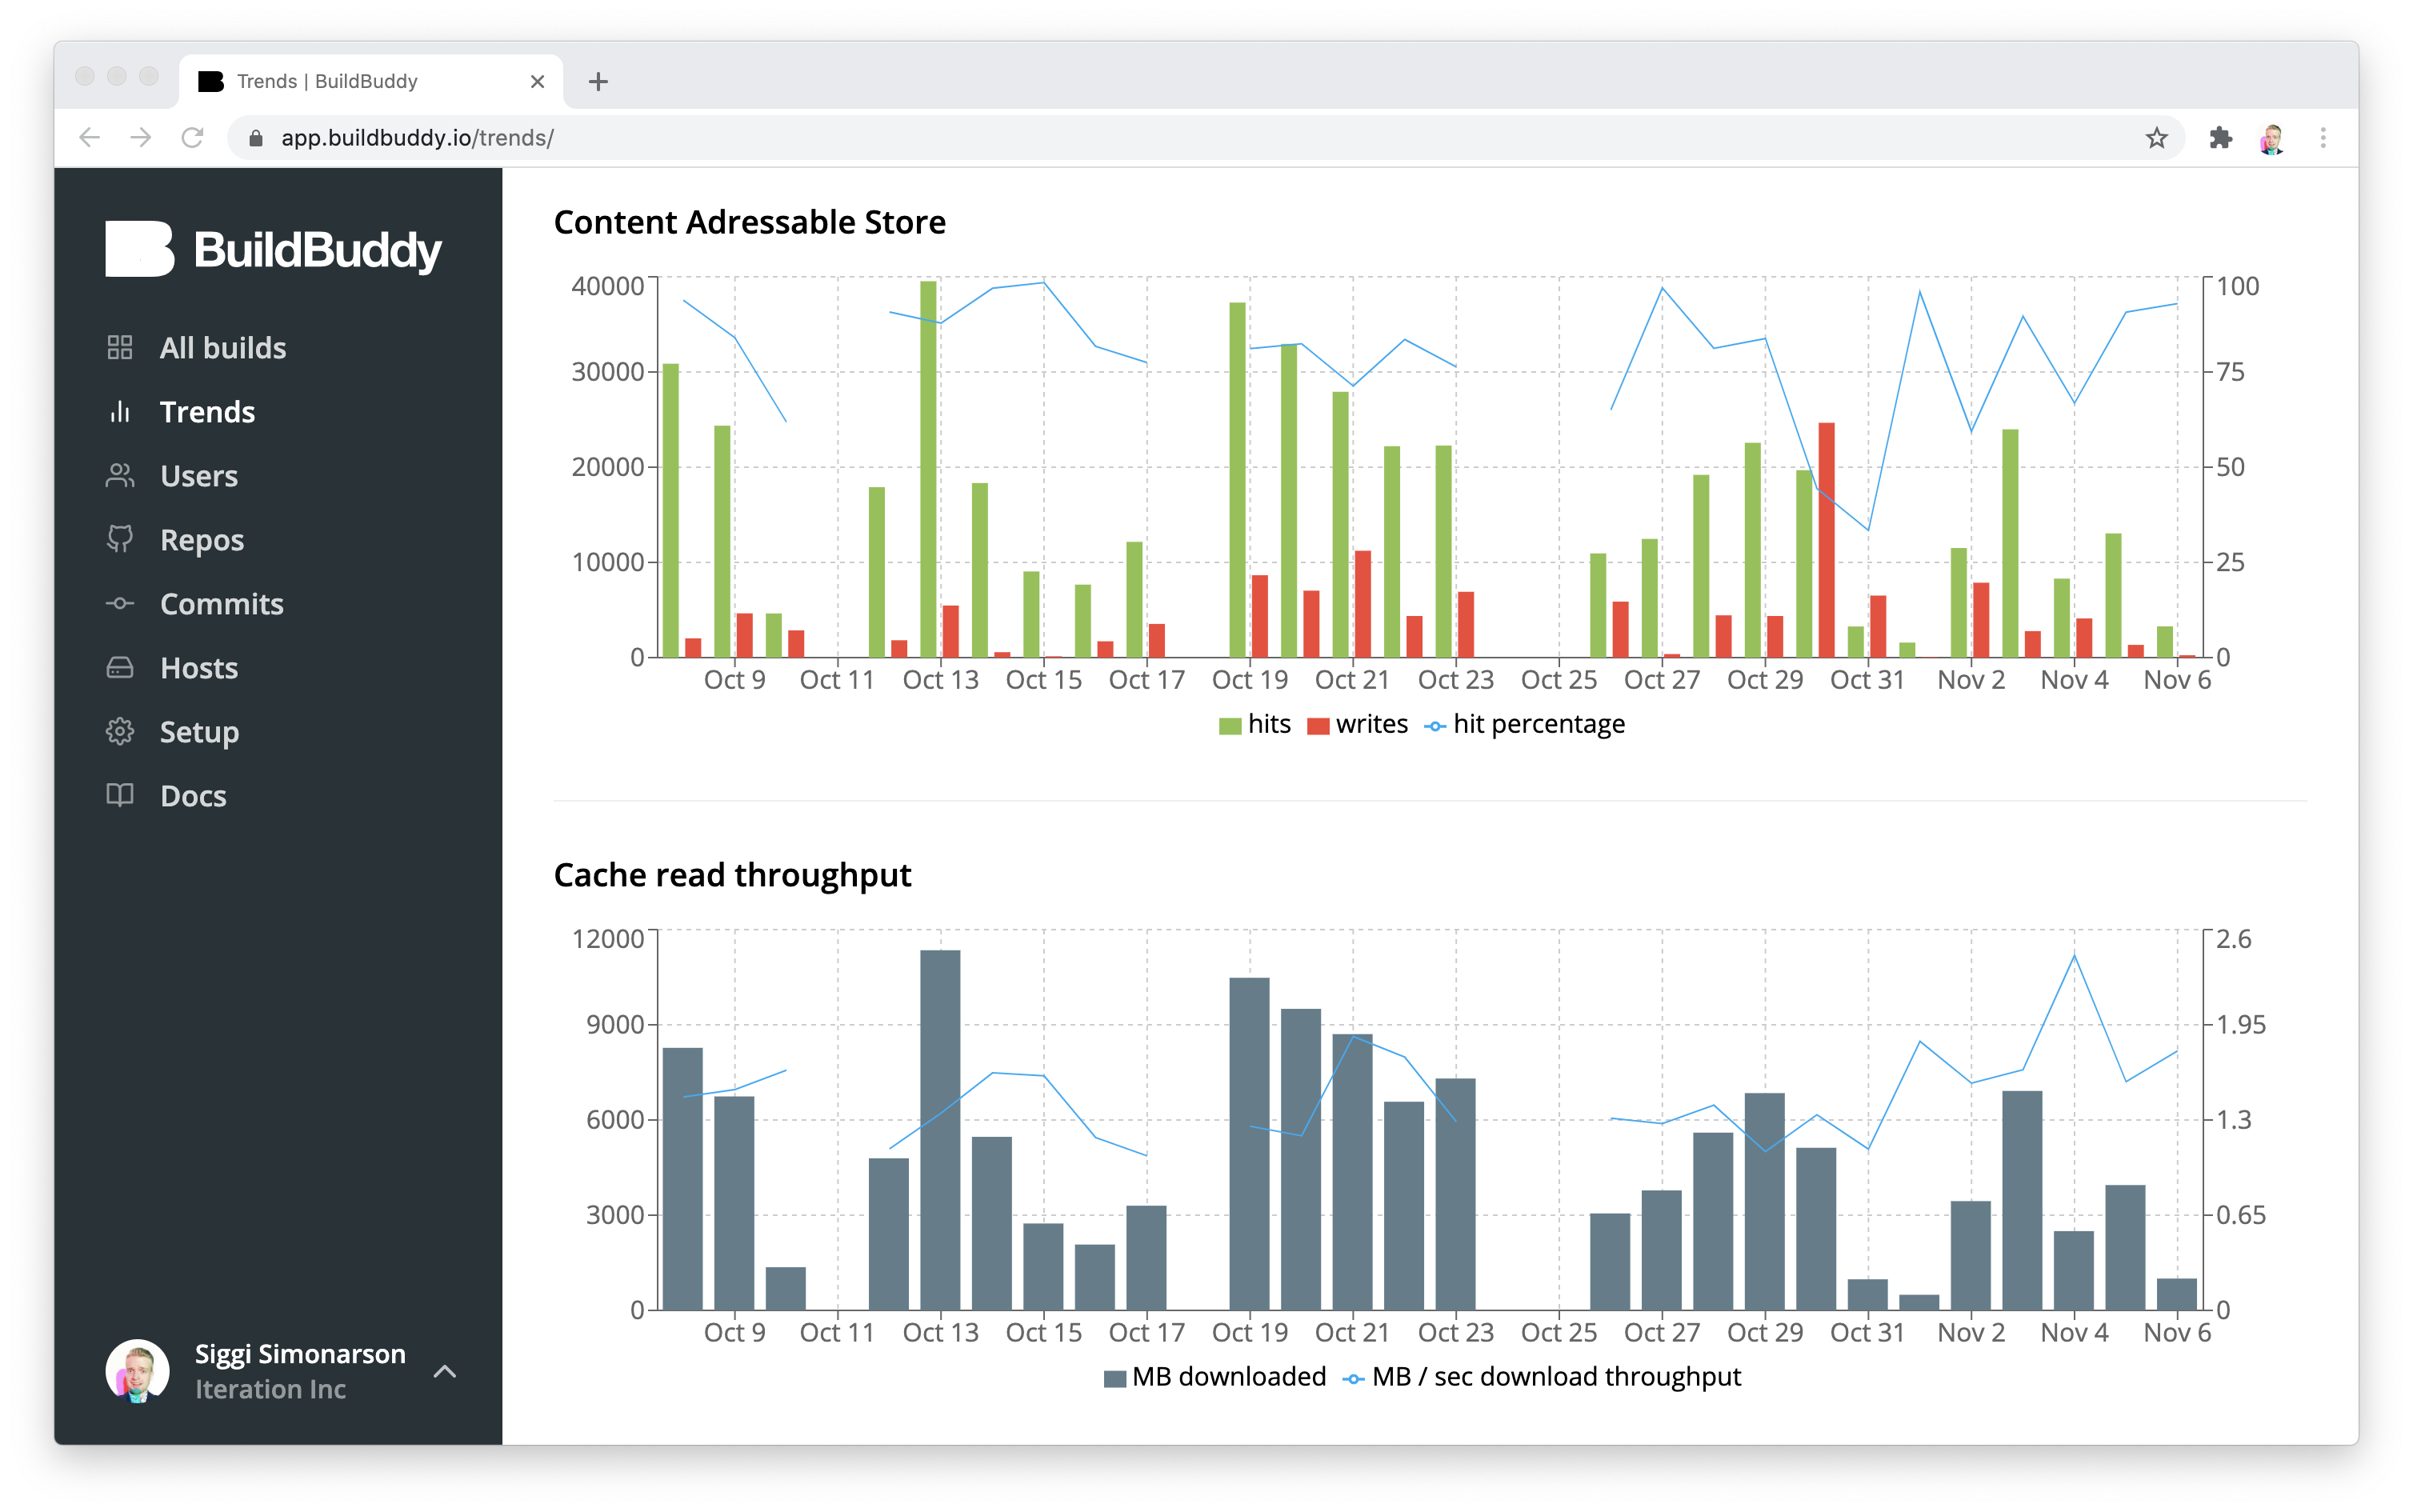 Trends | BuildBuddy
app.buildbuddy.io/trends/
BuildBuddy
All builds
Trends
Users
Repos
Commits
Hosts
Setup
Docs
Siggi Simonarson
Iteration Inc
Content Adressable Store
40000 100
30000 75
20000 50
10000 25
0 0
Oct 9 Oct 11 Oct 13 Oct 15 Oct 17 Oct 19 Oct 21 Oct 23 Oct 25 Oct 27 Oct 29 Oct 31 Nov 2 Nov 4 Nov 6
hits writes hit percentage
Cache read throughput
12000 2.6
9000 1.95
6000 1.3
3000 0.65
0 0
Oct 9 Oct 11 Oct 13 Oct 15 Oct 17 Oct 19 Oct 21 Oct 23 Oct 25 Oct 27 Oct 29 Oct 31 Nov 2 Nov 4 Nov 6
MB downloaded MB / sec download throughput